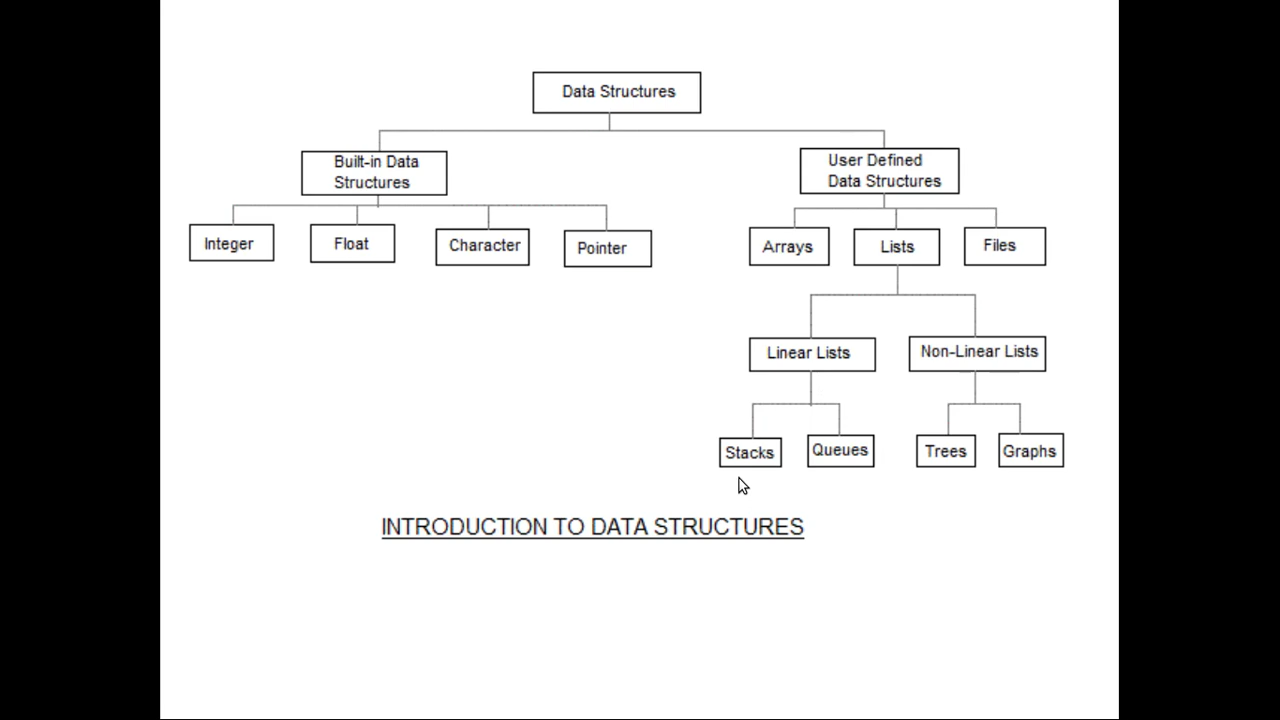 Data Structures
Built-in Data
Structures
User Defined
Data Structures
Integer
Float
Character
Pointer
Arrays
Lists
Files
Linear Lists
Non-Linear Lists
Stacks
Queues
Trees
Graphs
INTRODUCTION TO DATA STRUCTURES